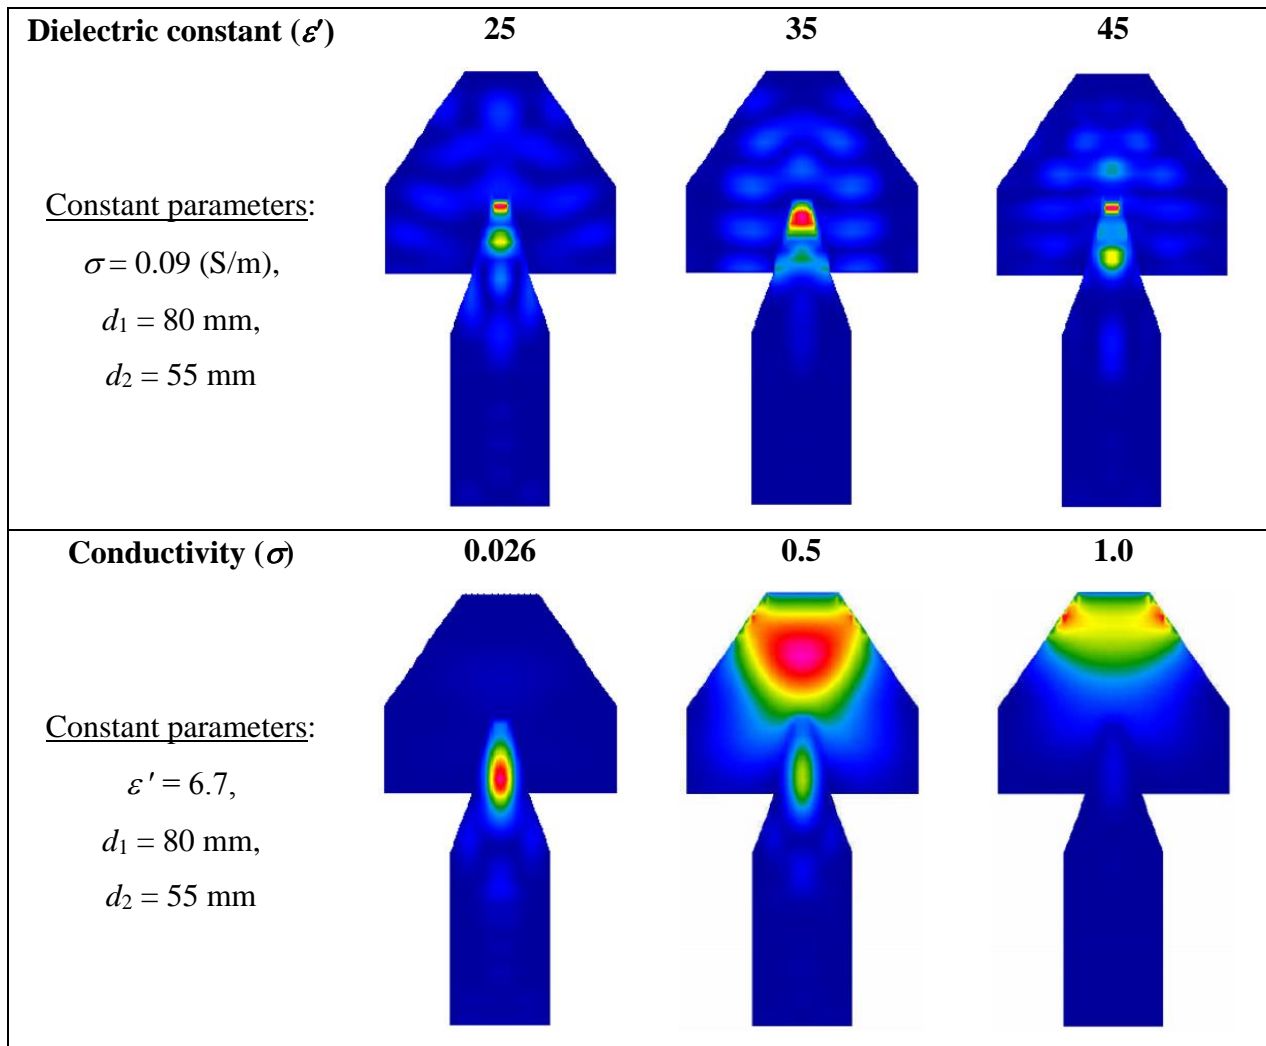 Dielectric constant (ε′) 25 35 45
Constant parameters:
σ = 0.09 (S/m),
d1 = 80 mm,
d2 = 55 mm
Conductivity (σ) 0.026 0.5 1.0
Constant parameters:
ε′ = 6.7,
d1 = 80 mm,
d2 = 55 mm